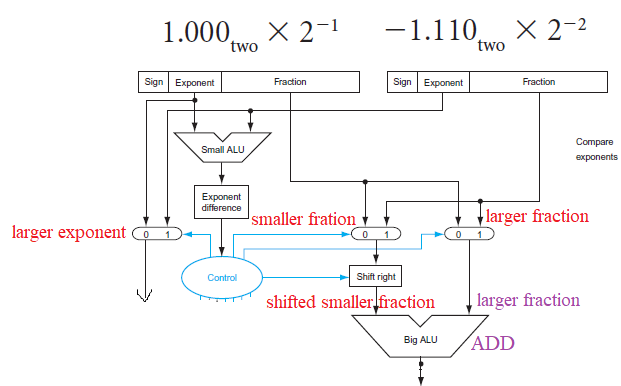 1.000two × 2−1 −1.110two × 2−2
Sign Exponent Fraction Sign Exponent Fraction
Compare
exponents
Small ALU
Exponent
difference
smaller fration larger fraction
larger exponent 0 1 0 1 0 1
Control Shift right
shifted smaller fraction larger fraction
Big ALU ADD